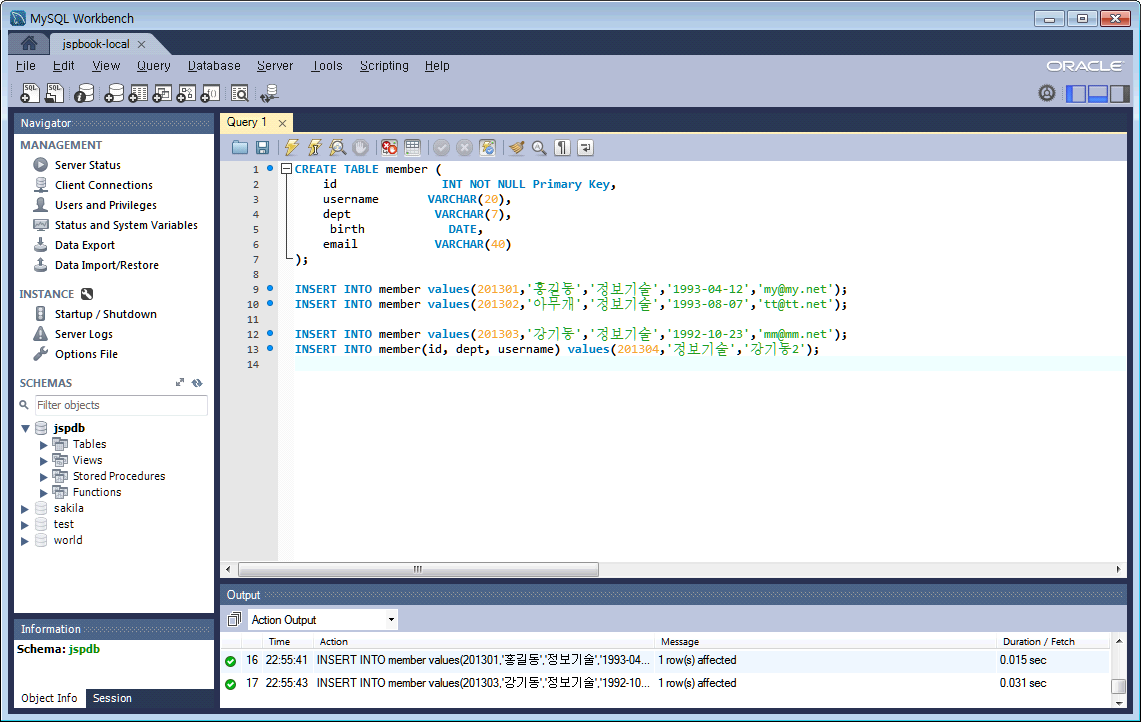 MySQL Workbench
jspbook-local
File Edit View Query Database Server Tools Scripting Help
ORACLE
Navigator
MANAGEMENT
Server Status
Client Connections
Users and Privileges
Status and System Variables
Data Export
Data Import/Restore
INSTANCE
Startup / Shutdown
Server Logs
Options File
SCHEMAS
Filter objects
jspdb
Tables
Views
Stored Procedures
Functions
sakila
test
world
Information
Schema: jspdb
Object Info Session
Query 1
1 CREATE TABLE member (
2 id INT NOT NULL Primary Key,
3 username VARCHAR(20),
4 dept VARCHAR(7),
5 birth DATE,
6 email VARCHAR(40)
7 );
8
9 INSERT INTO member values(201301,'홍길동','정보기술','1993-04-12','my@my.net');
10 INSERT INTO member values(201302,'아무개','정보기술','1993-08-07','tt@tt.net');
11
12 INSERT INTO member values(201303,'강기둥','정보기술','1992-10-23','mm@mm.net');
13 INSERT INTO member(id, dept, username) values(201304,'정보기술','강기둥2');
14
Output
Action Output
Time Action Message Duration / Fetch
16 22:55:41 INSERT INTO member values(201301,'홍길동','정보기술','1993-04... 1 row(s) affected 0.015 sec
17 22:55:43 INSERT INTO member values(201303,'강기둥','정보기술','1992-10... 1 row(s) affected 0.031 sec